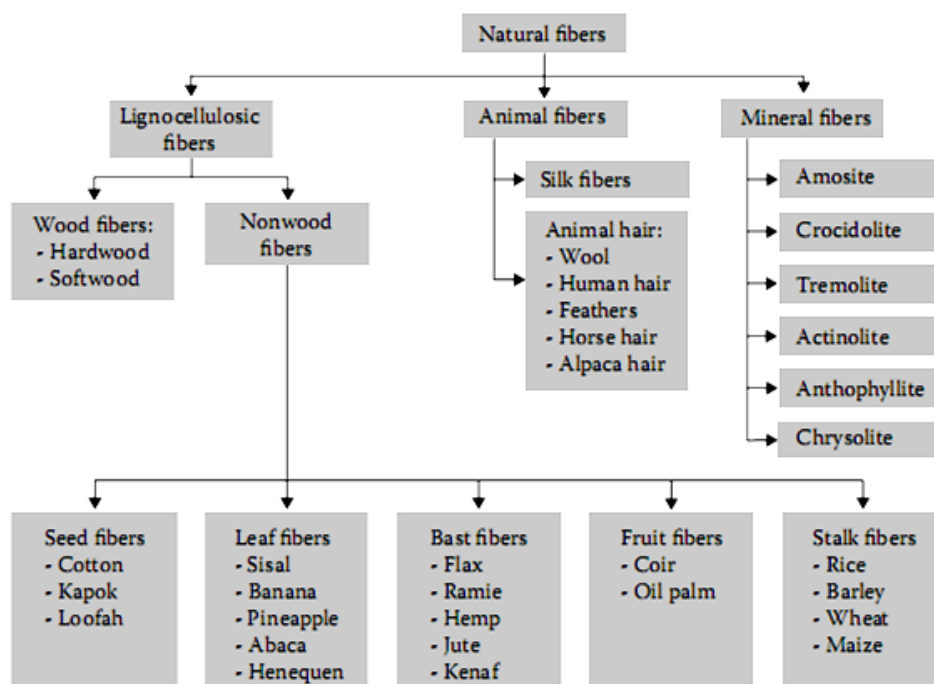 Natural fibers
Lignocellulosic
fibers
Animal fibers
Mineral fibers
Wood fibers:
- Hardwood
- Softwood
Nonwood
fibers
Silk fibers
Animal hair:
- Wool
- Human hair
- Feathers
- Horse hair
- Alpaca hair
Amosite
Crocidolite
Tremolite
Actinolite
Anthophyllite
Chrysolite
Seed fibers
- Cotton
- Kapok
- Loofah
Leaf fibers
- Sisal
- Banana
- Pineapple
- Abaca
- Henequen
Bast fibers
- Flax
- Ramie
- Hemp
- Jute
- Kenaf
Fruit fibers
- Coir
- Oil palm
Stalk fibers
- Rice
- Barley
- Wheat
- Maize